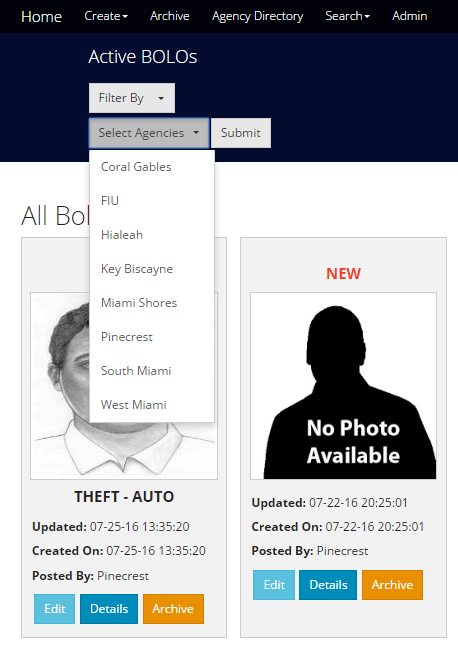 Home Create Archive Agency Directory Search Admin
Active BOLOs
Filter By
Select Agencies Submit
Coral Gables
FIU
Hialeah
Key Biscayne
Miami Shores
Pinecrest
South Miami
West Miami
All Bol
THEFT - AUTO
Updated: 07-25-16 13:35:20
Created On: 07-25-16 13:35:20
Posted By: Pinecrest
Edit Details Archive
NEW
No Photo
Available
Updated: 07-22-16 20:25:01
Created On: 07-22-16 20:25:01
Posted By: Pinecrest
Edit Details Archive